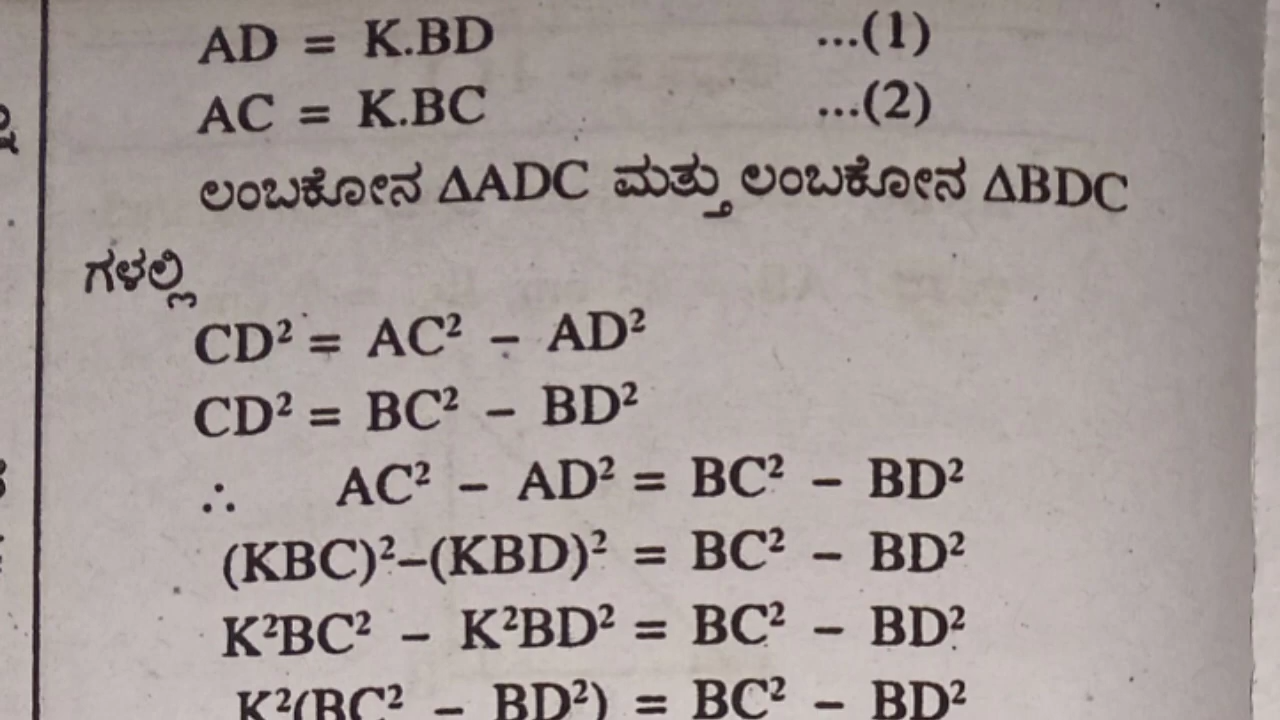 AD = K.BD ...(1)
AC = K.BC ...(2)
ಲಂಬಕೋನ ΔADC ಮತ್ತು ಲಂಬಕೋನ ΔBDC
ಗಳಲ್ಲಿ
CD² = AC² – AD²
CD² = BC² – BD²
∴ AC² – AD² = BC² – BD²
(KBC)²–(KBD)² = BC² – BD²
K²BC² – K²BD² = BC² – BD²
K²(BC² – BD²) = BC² – BD²